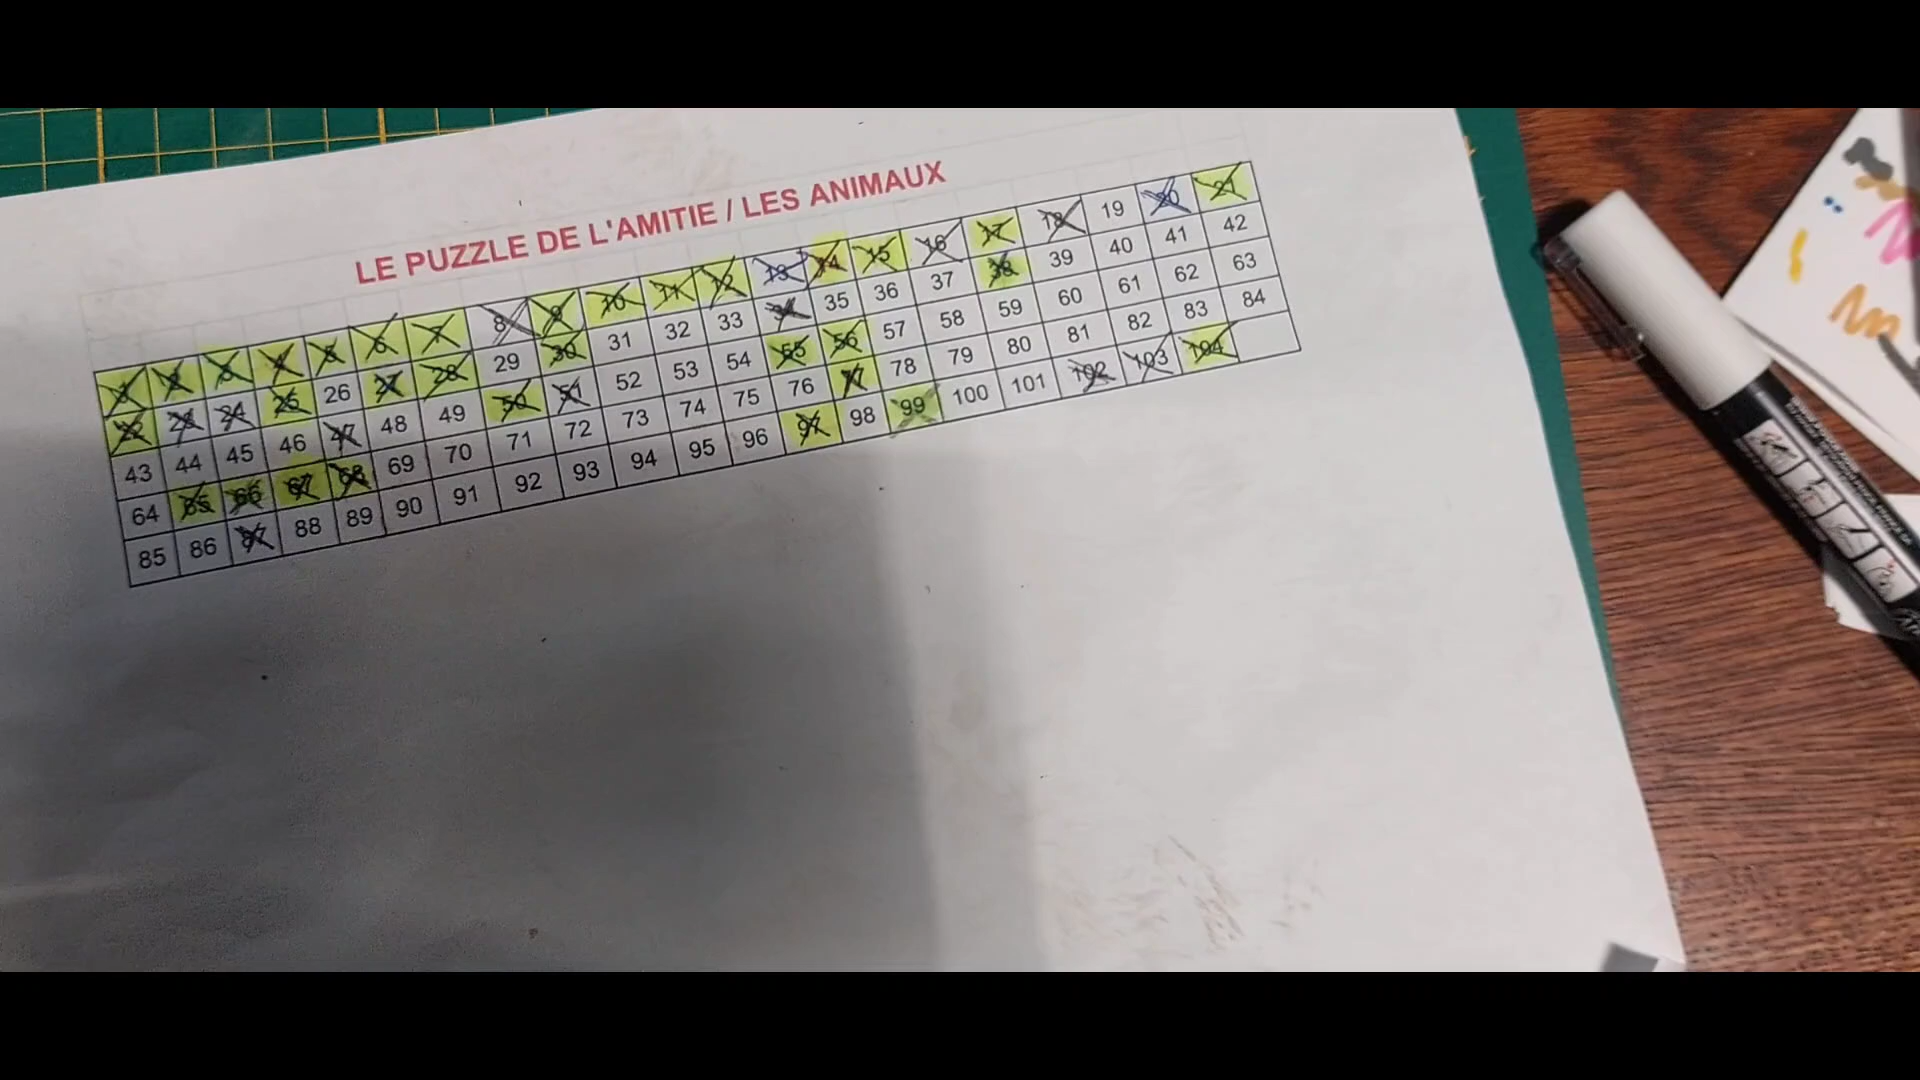 LE PUZZLE DE L'AMITIE / LES ANIMAUX
1 2 3 4 5 6 7 8 9 10 11 12 13 14 15 16 17 18 19 20 21
22 23 24 25 26 27 28 29 30 31 32 33 34 35 36 37 38 39 40 41 42
43 44 45 46 47 48 49 50 51 52 53 54 55 56 57 58 59 60 61 62 63
64 65 66 67 68 69 70 71 72 73 74 75 76 77 78 79 80 81 82 83 84
85 86 87 88 89 90 91 92 93 94 95 96 97 98 99 100 101 102 103 104